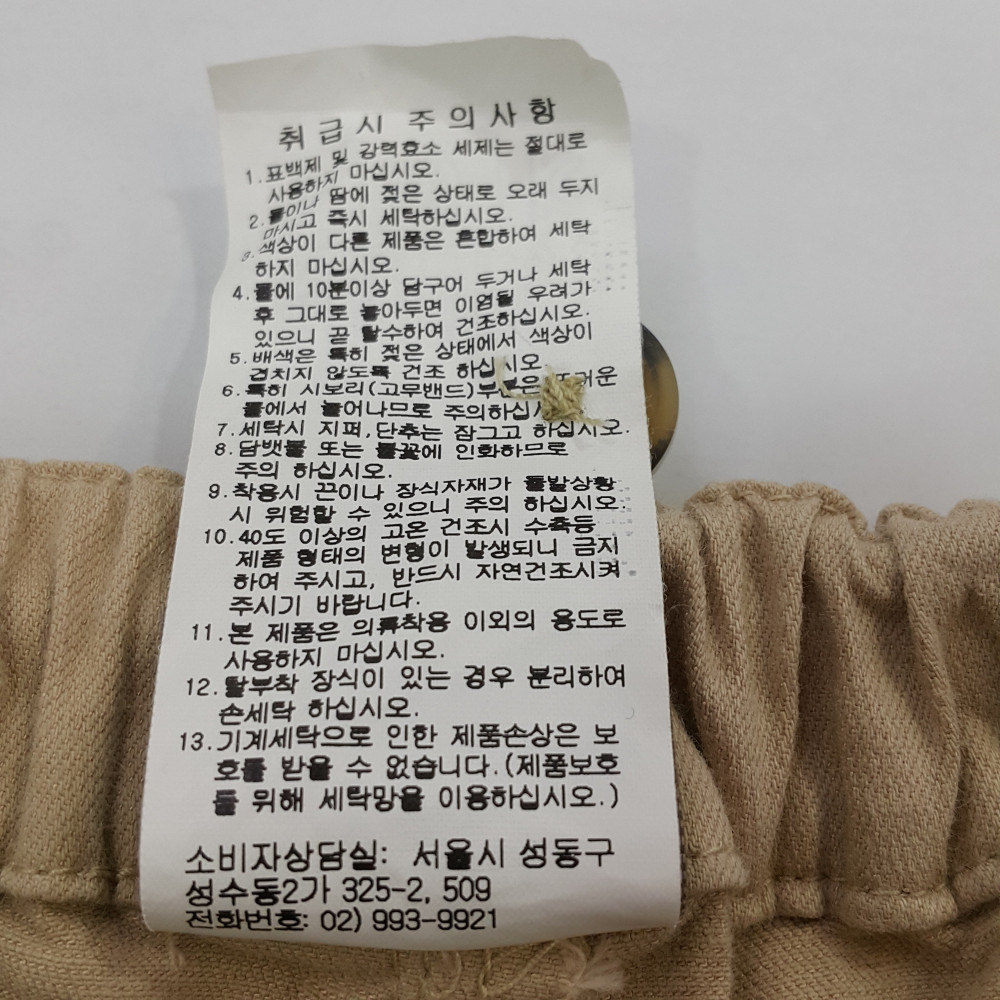 취급시 주의사항
1.표백제 및 강력효소 세제는 절대로
사용하지 마십시오.
2.물이나 땀에 젖은 상태로 오래 두지
마시고 즉시 세탁하십시오.
3.색상이 다른 제품은 혼합하여 세탁
하지 마십시오.
4.물에 10분이상 담구어 두거나 세탁
후 그대로 놓아두면 이염될 우려가
있으니 곧 탈수하여 건조하십시오.
5.배색은 특히 젖은 상태에서 색상이
겹치지 않도록 건조 하십시오.
6.특히 시보리(고무밴드)부분은
물에서 늘어나므로 주의하십
7.세탁시 지퍼,단추는 잠그고 하십시오.
8.담뱃불 또는 불꽃에 인화하므로
주의 하십시오.
9.착용시 끈이나 장식자재가 돌발상황
시 위험할 수 있으니 주의 하십시오.
10.40도 이상의 고온 건조시 수축등
제품 형태의 변형이 발생되니 금지
하여 주시고, 반드시 자연건조시켜
주시기 바랍니다.
11.본 제품은 의류착용 이외의 용도로
사용하지 마십시오.
12.탈부착 장식이 있는 경우 분리하여
손세탁 하십시오.
13.기계세탁으로 인한 제품손상은 보
호를 받을 수 없습니다.(제품보호
를 위해 세탁망을 이용하십시오.)
소비자상담실: 서울시 성동구
성수동2가 325-2, 509
전화번호: 02) 993-9921